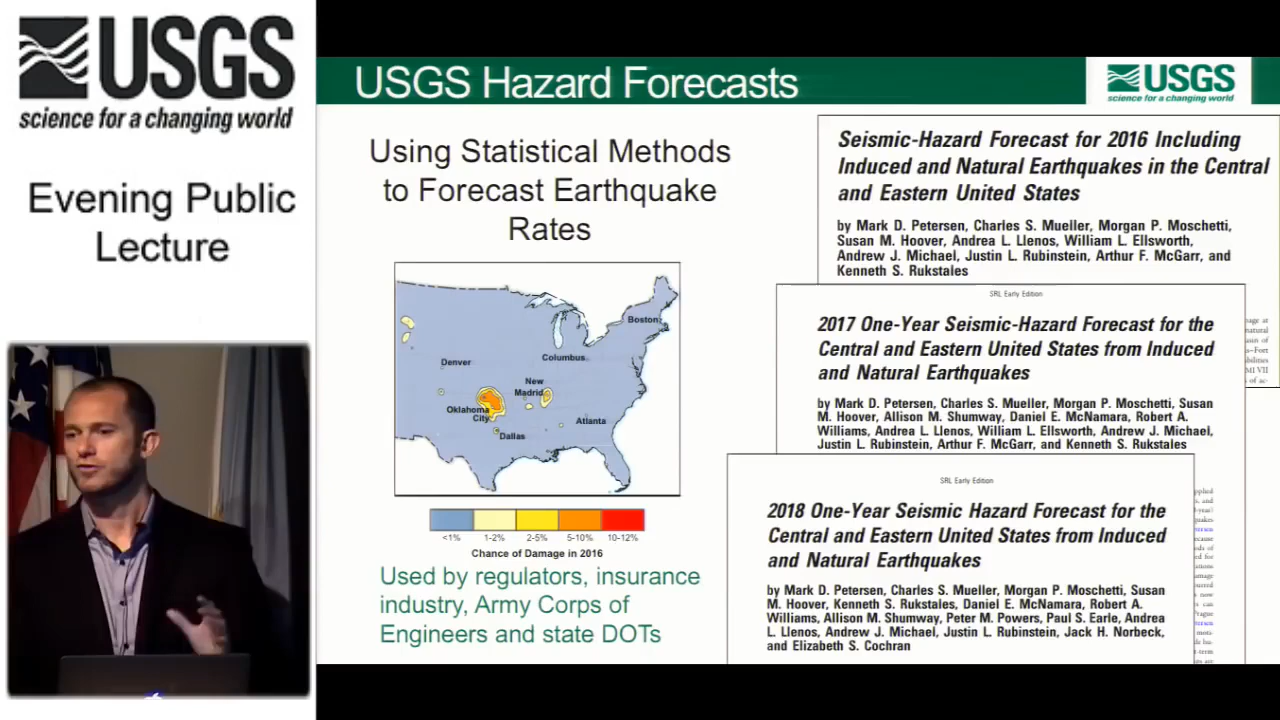 USGS
science for a changing world
Evening Public
Lecture
USGS Hazard Forecasts
USGS
science for a changing world
Using Statistical Methods
to Forecast Earthquake
Rates
Boston
Denver
Columbus
New
Madrid
Oklahoma
City
Atlanta
Dallas
<1% 1-2% 2-5% 5-10% 10-12%
Chance of Damage in 2016
Used by regulators, insurance
industry, Army Corps of
Engineers and state DOTs
Seismic-Hazard Forecast for 2016 Including
Induced and Natural Earthquakes in the Central
and Eastern United States
by Mark D. Petersen, Charles S. Mueller, Morgan P. Moschetti,
Susan M. Hoover, Andrea L. Llenos, William L. Ellsworth,
Andrew J. Michael, Justin L. Rubinstein, Arthur F. McGarr, and
Kenneth S. Rukstales
SRL Early Edition
2017 One-Year Seismic-Hazard Forecast for the
Central and Eastern United States from Induced
and Natural Earthquakes
by Mark D. Petersen, Charles S. Mueller, Morgan P. Moschetti, Susan
M. Hoover, Allison M. Shumway, Daniel E. McNamara, Robert A.
Williams, Andrea L. Llenos, William L. Ellsworth, Andrew J. Michael,
Justin L. Rubinstein, Arthur F. McGarr, and Kenneth S. Rukstales
SRL Early Edition
2018 One-Year Seismic Hazard Forecast for the
Central and Eastern United States from Induced
and Natural Earthquakes
by Mark D. Petersen, Charles S. Mueller, Morgan P. Moschetti, Susan
M. Hoover, Kenneth S. Rukstales, Daniel E. McNamara, Robert A.
Williams, Allison M. Shumway, Peter M. Powers, Paul S. Earle, Andrea
L. Llenos, Andrew J. Michael, Justin L. Rubinstein, Jack H. Norbeck,
and Elizabeth S. Cochran